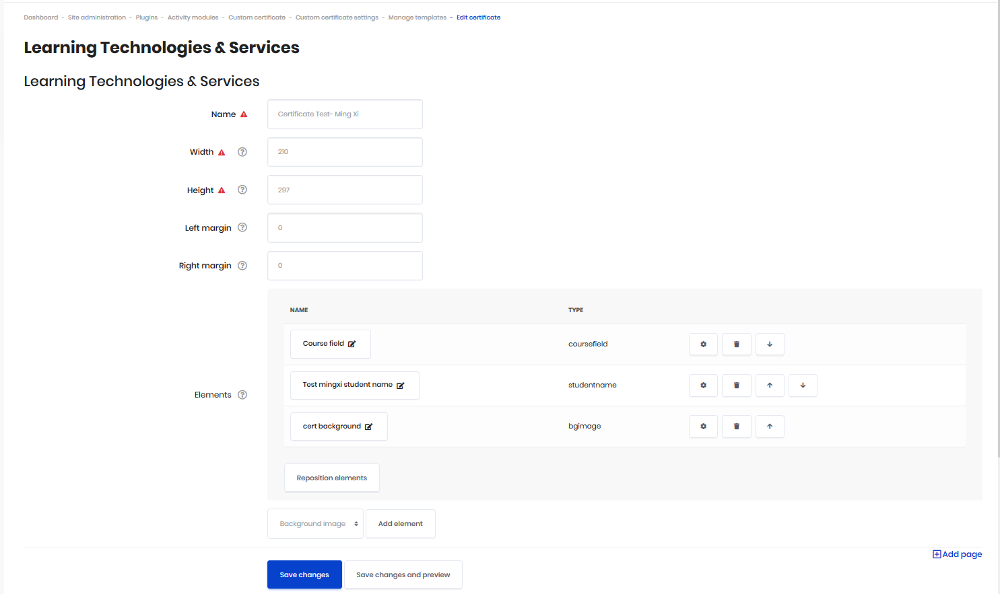 Dashboard - Site administration - Plugins - Activity modules - Custom certificate - Custom certificate settings - Manage templates - Edit certificate
Learning Technologies & Services
Learning Technologies & Services
Name
Certificate Test- Ming Xi
Width
210
Height
297
Left margin
0
Right margin
0
Elements
NAME TYPE
Course field coursefield
Test mingxi student name studentname
cert background bgimage
Reposition elements
Background image Add element
Add page
Save changes Save changes and preview